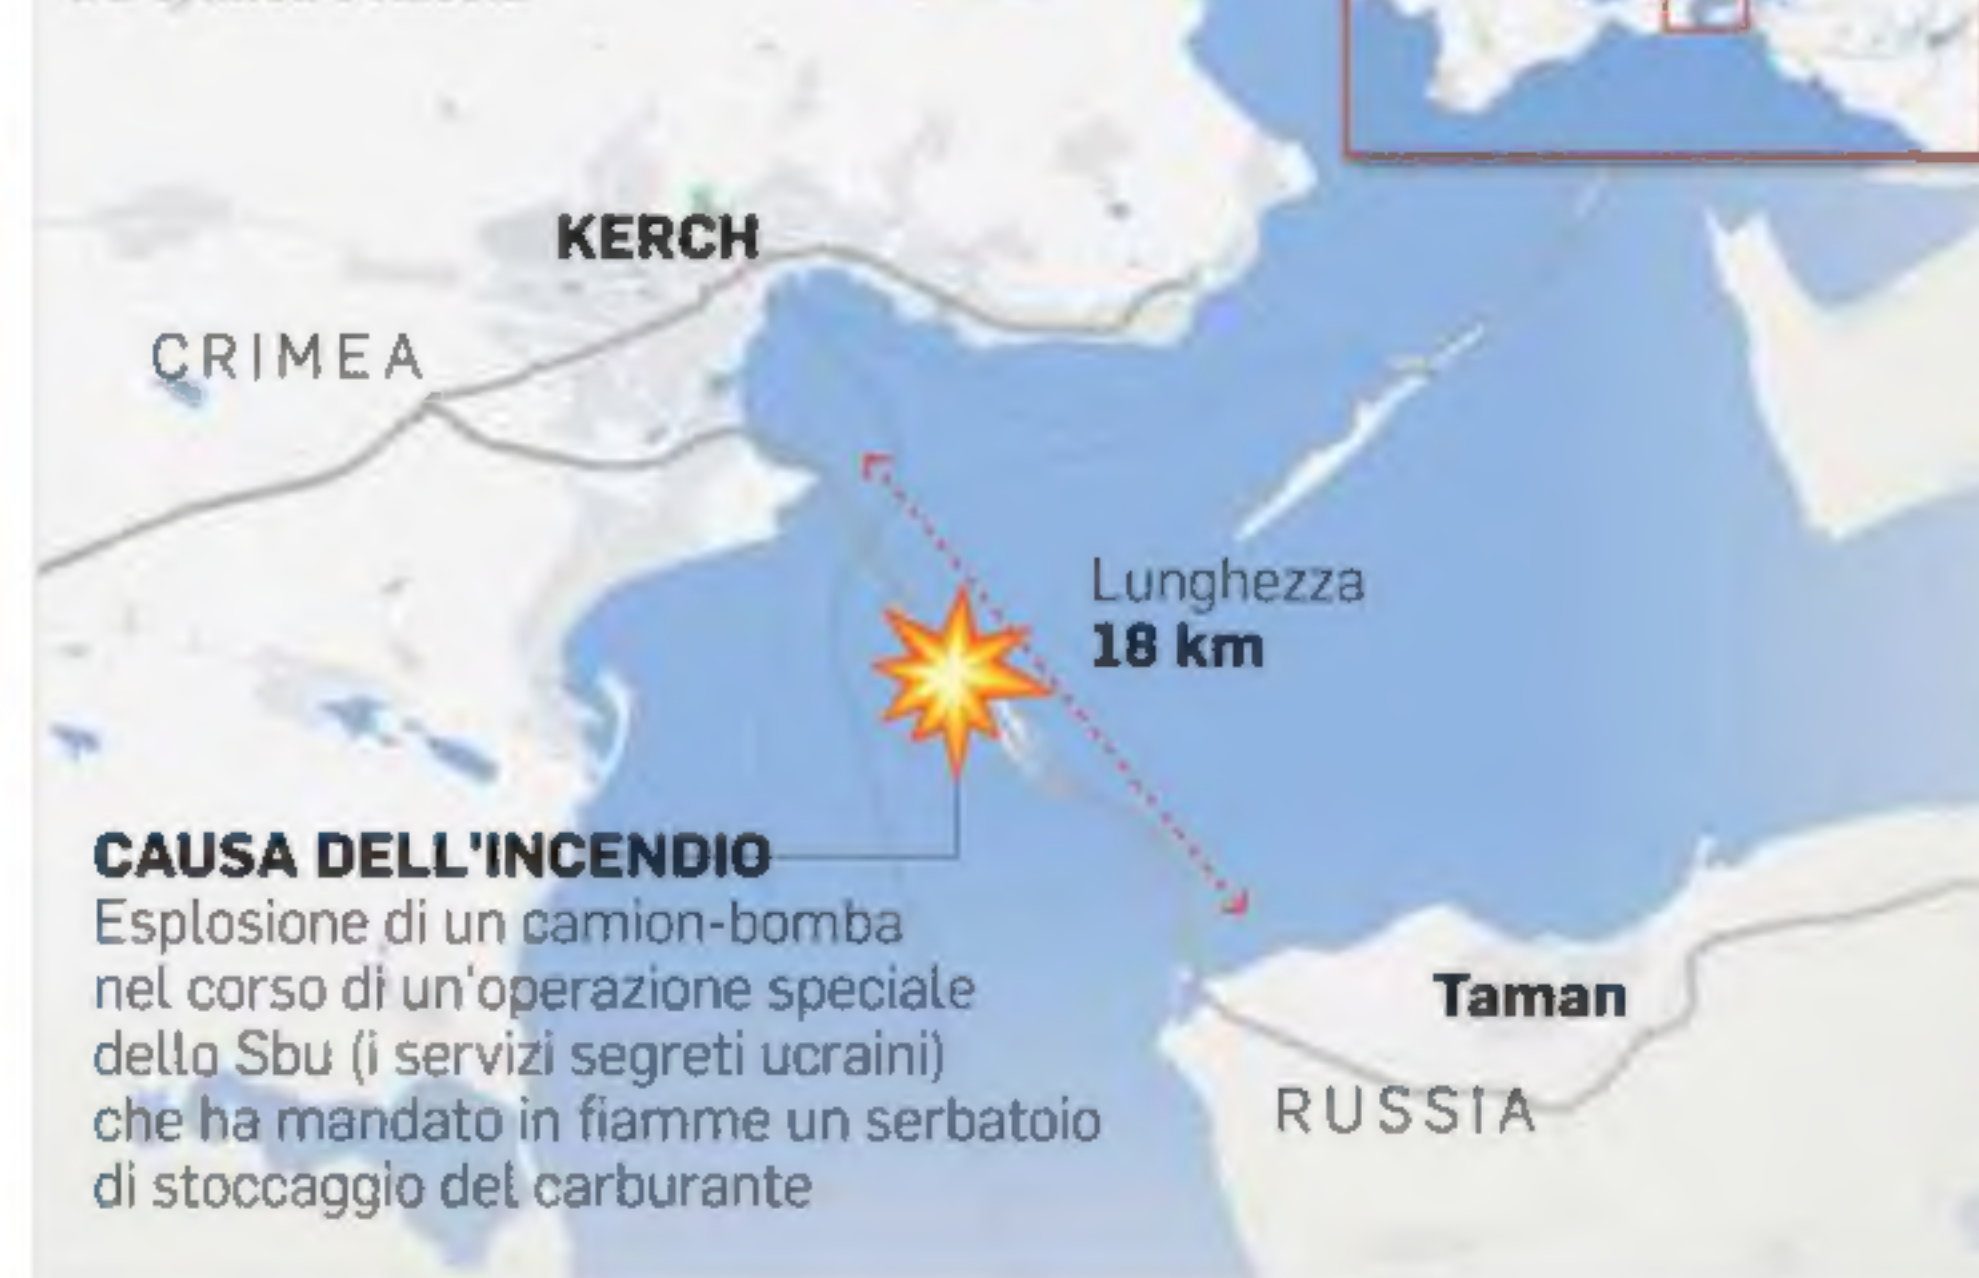 KERCH
CRIMEA
Lunghezza
18 km
CAUSA DELL'INCENDIO
Esplosione di un camion-bomba
nel corso di un'operazione speciale
dello Sbu (i servizi segreti ucraini)
che ha mandato in fiamme un serbatoio
di stoccaggio del carburante
Taman
RUSSIA